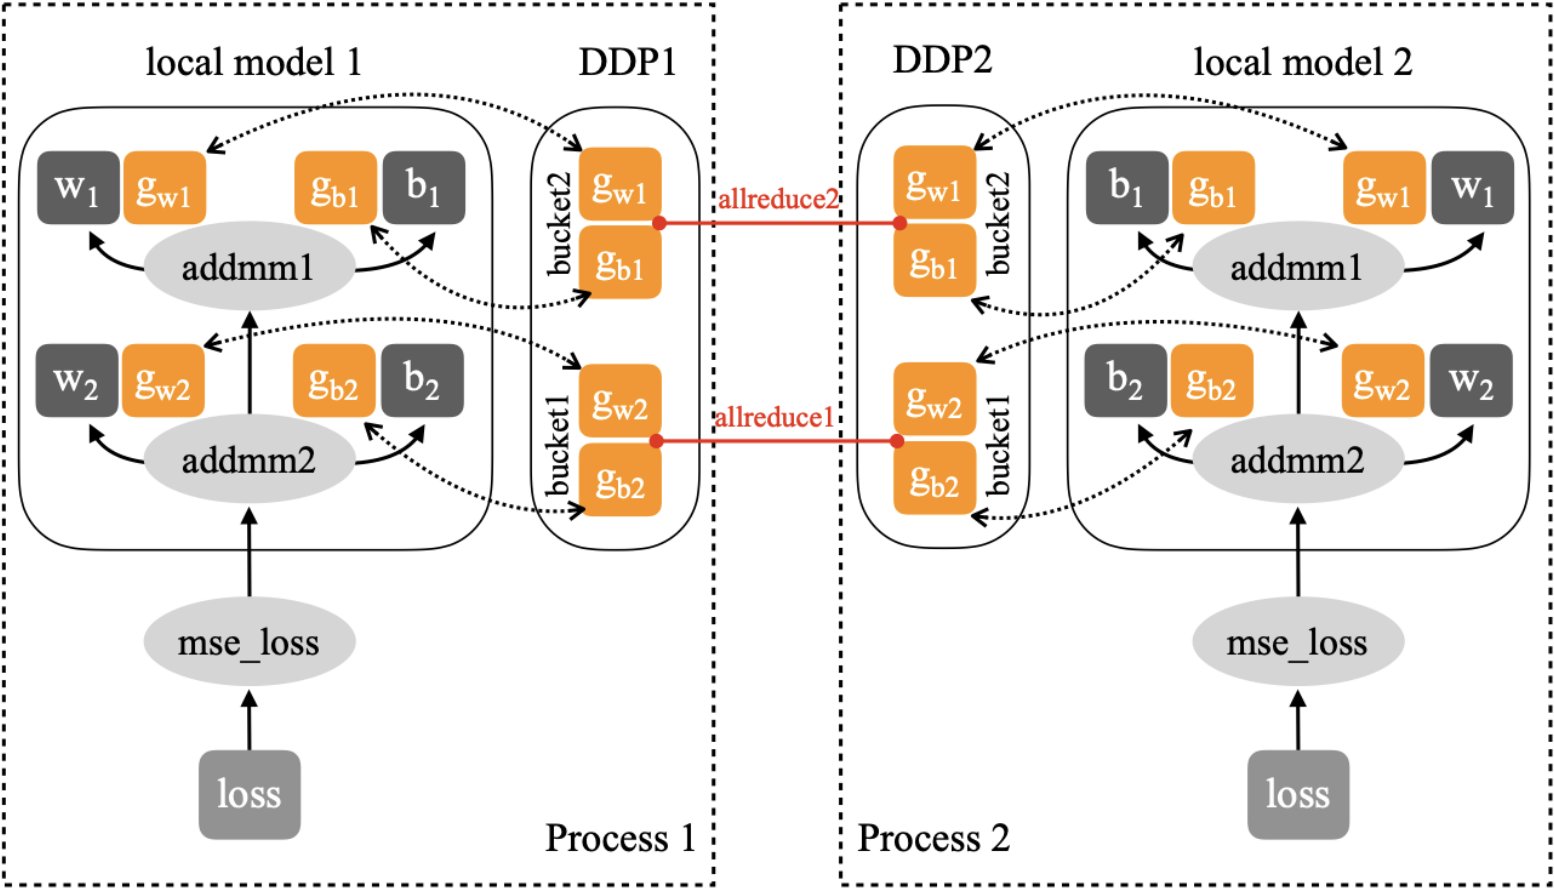 local model 1
DDP1
DDP2
local model 2
w1 gw1 gb1 b1
addmm1
bucket2
gw1
gb1
allreduce2
gw1
gb1
bucket2
b1 gb1 gw1 w1
addmm1
w2 gw2 gb2 b2
addmm2
bucket1
gw2
gb2
allreduce1
gw2
gb2
bucket1
b2 gb2 gw2 w2
addmm2
mse_loss
mse_loss
loss
loss
Process 1
Process 2